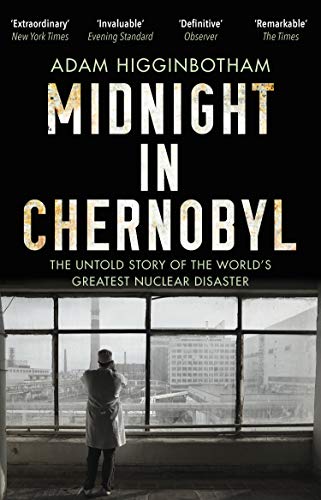 'Extraordinary' 'Invaluable' 'Definitive' 'Remarkable'
New York Times Evening Standard Observer The Times
ADAM HIGGINBOTHAM
MIDNIGHT
IN
CHERNOBYL
THE UNTOLD STORY OF THE WORLD'S
GREATEST NUCLEAR DISASTER